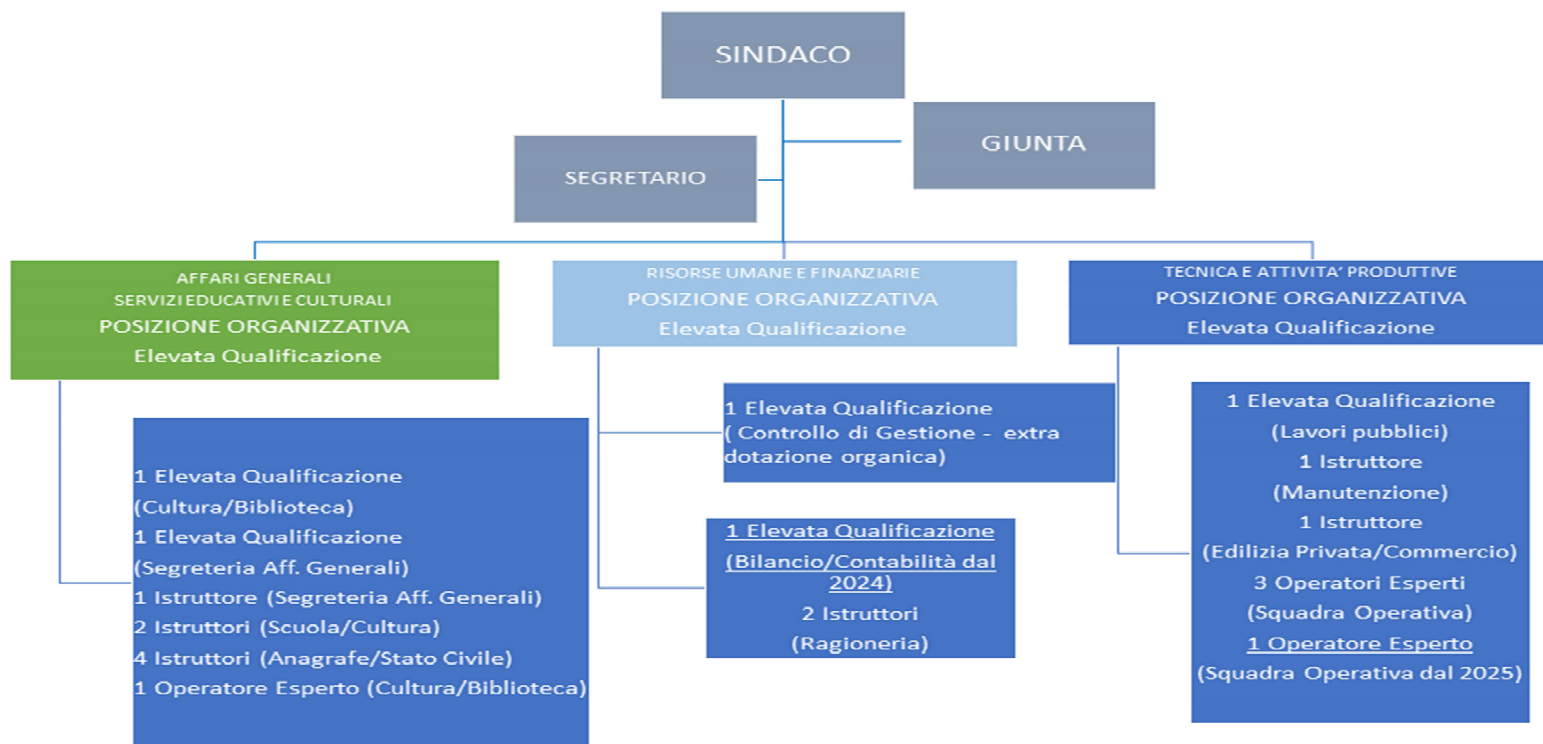 SINDACO
GIUNTA
SEGRETARIO
AFFARI GENERALI
SERVIZI EDUCATIVI E CULTURALI
POSIZIONE ORGANIZZATIVA
Elevata Qualificazione
RISORSE UMANE E FINANZIARIE
POSIZIONE ORGANIZZATIVA
Elevata Qualificazione
TECNICA E ATTIVITA' PRODUTTIVE
POSIZIONE ORGANIZZATIVA
Elevata Qualificazione
1 Elevata Qualificazione
(Cultura/Biblioteca)
1 Elevata Qualificazione
(Segreteria Aff. Generali)
1 Istruttore (Segreteria Aff. Generali)
2 Istruttori (Scuola/Cultura)
4 Istruttori (Anagrafe/Stato Civile)
1 Operatore Esperto (Cultura/Biblioteca)
1 Elevata Qualificazione
( Controllo di Gestione - extra
dotazione organica)
1 Elevata Qualificazione
(Bilancio/Contabilità dal
2024)
2 Istruttori
(Ragioneria)
1 Elevata Qualificazione
(Lavori pubblici)
1 Istruttore
(Manutenzione)
1 Istruttore
(Edilizia Privata/Commercio)
3 Operatori Esperti
(Squadra Operativa)
1 Operatore Esperto
(Squadra Operativa dal 2025)